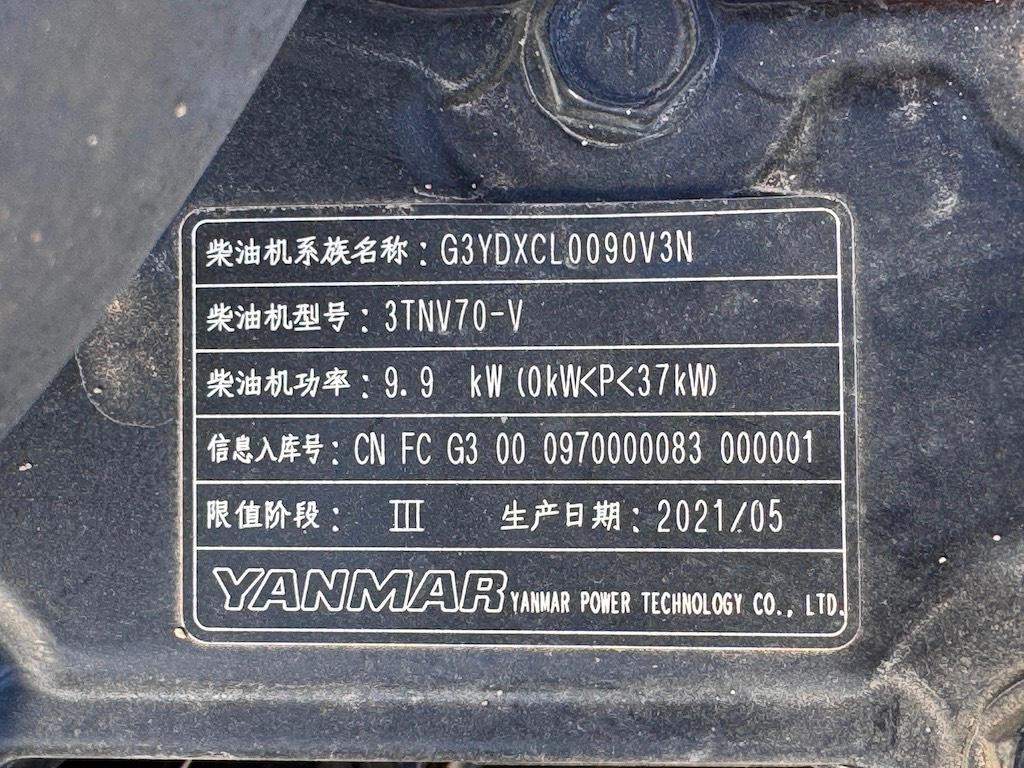 柴油机系族名称：G3YDXCL0090V3N
柴油机型号：3TNV70-V
柴油机功率：9.9 kW (0kW<P<37kW)
信息入库号：CN FC G3 00 0970000083 000001
限值阶段： III 生产日期：2021/05
YANMAR YANMAR POWER TECHNOLOGY CO., LTD.